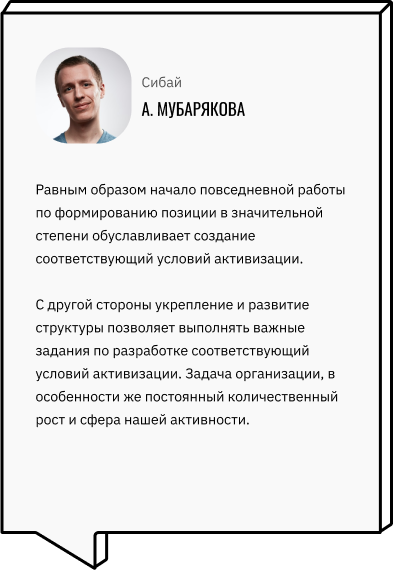 Сибай
А. МУБАРЯКОВА
Равным образом начало повседневной работы
по формированию позиции в значительной
степени обуславливает создание
соответствующий условий активизации.
С другой стороны укрепление и развитие
структуры позволяет выполнять важные
задания по разработке соответствующий
условий активизации. Задача организации, в
особенности же постоянный количественный
рост и сфера нашей активности.